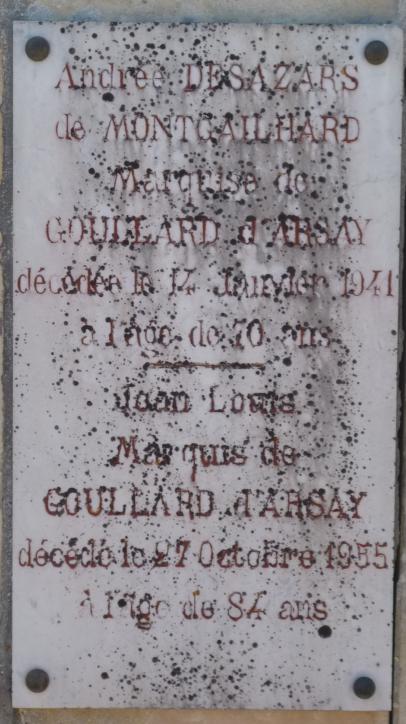 Andrée DESAZARS
de MONTGAILHARD
Marquise de
GOULLARD d'ARSAY
décédée le 14 Janvier 1941
à l'âge de 70 ans
Jean Louis
Marquis de
GOULLARD d'ARSAY
décédé le 27 Octobre 1955
à l'âge de 84 ans